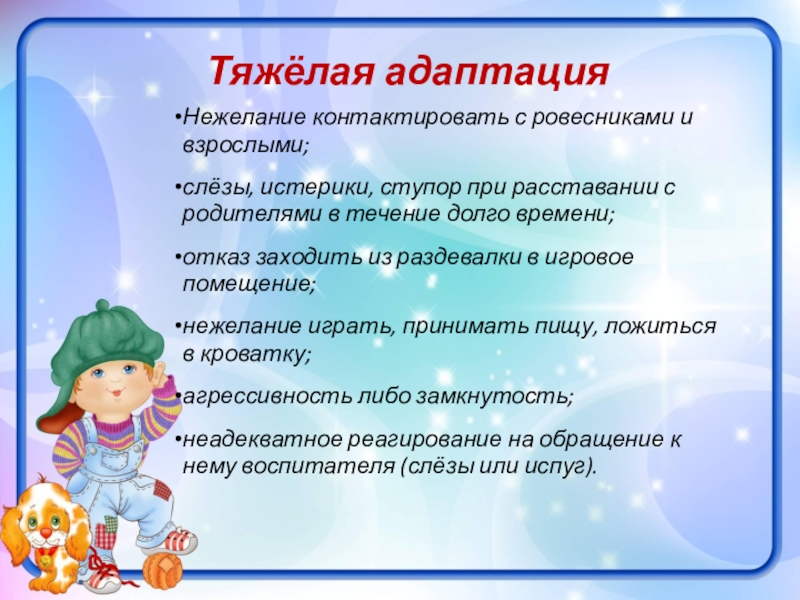 Тяжёлая адаптация
•Нежелание контактировать с ровесниками и
взрослыми;
•слёзы, истерики, ступор при расставании с
родителями в течение долго времени;
•отказ заходить из раздевалки в игровое
помещение;
•нежелание играть, принимать пищу, ложиться
в кроватку;
•агрессивность либо замкнутость;
•неадекватное реагирование на обращение к
нему воспитателя (слёзы или испуг).